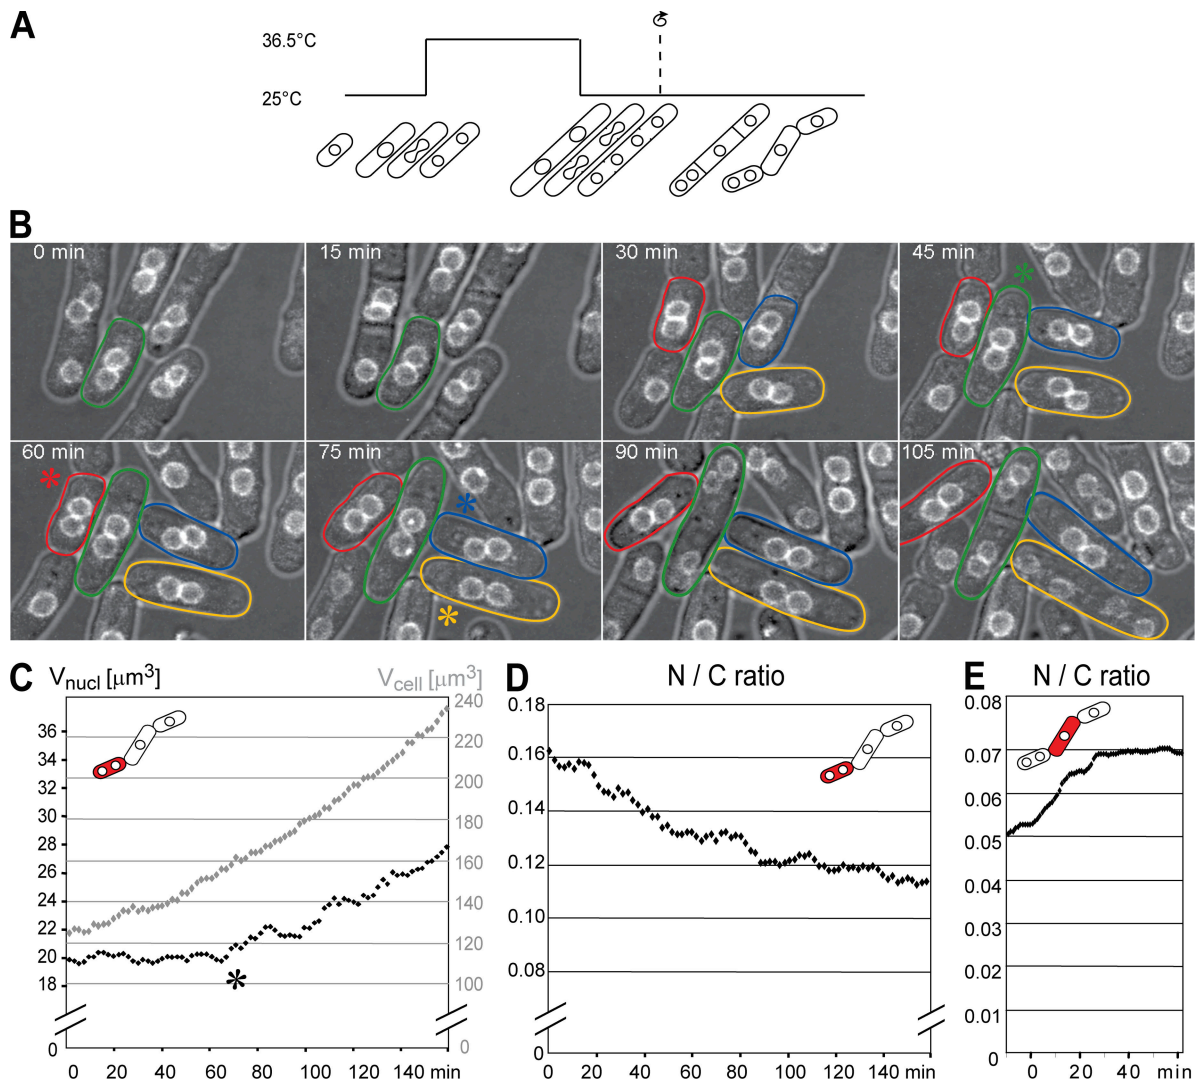 A
36.5°C
25°C
B
0 min
15 min
30 min
45 min
*
60 min
75 min
90 min
105 min
*
*
*
C
Vnucl [µm³]
Vcell [µm³]
D
N / C ratio
E
N / C ratio
36
34
32
30
28
26
24
22
20
18
0
240
220
200
180
160
140
120
100
0
*
0 20 40 60 80 100 120 140 min
0.18
0.16
0.14
0.12
0.10
0.08
0
0 20 40 60 80 100 120 140 min
0.08
0.07
0.06
0.05
0.04
0.03
0.02
0.01
0
0 20 40 min